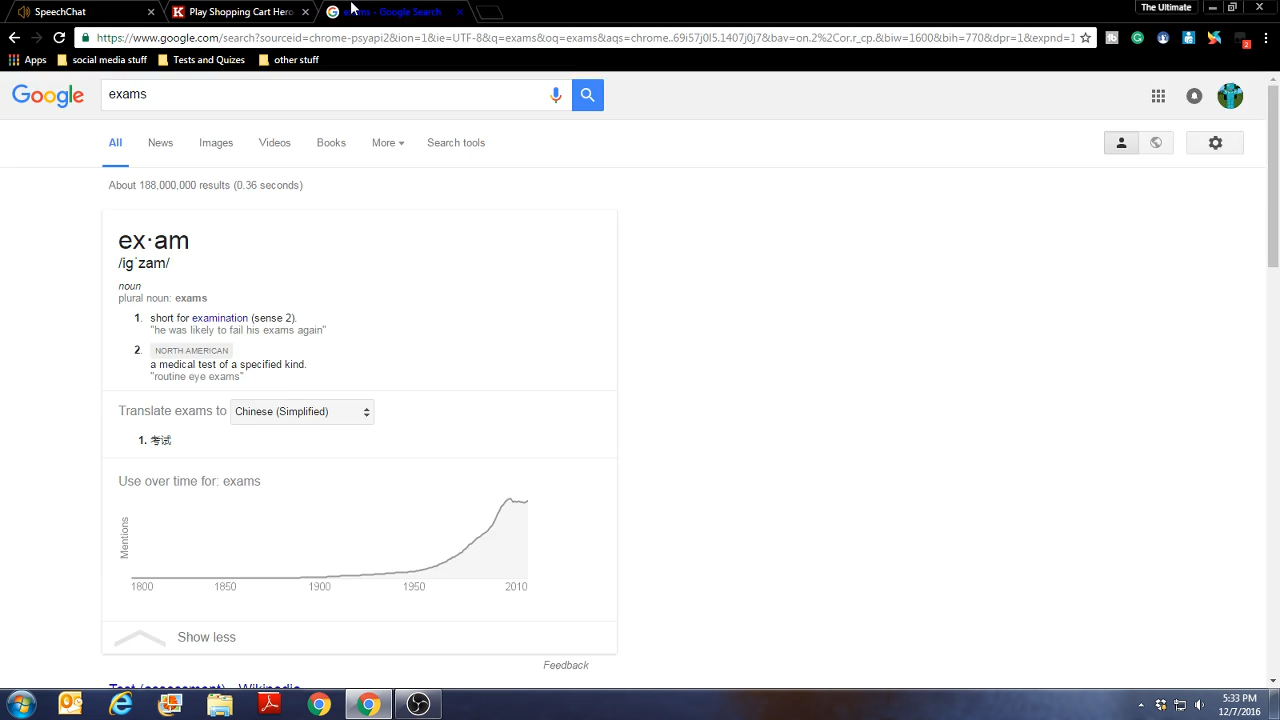 SpeechChat
Play Shopping Cart Hero
exams - Google Search
The Ultimate
https://www.google.com/search?sourceid=chrome-psyapi2&ion=1&ie=UTF-8&q=exams&oq=exams&aqs=chrome..69i57j0l5.1407j0j7&bav=on.2%2Cor.r_cp.&biw=1600&bih=770&dpr=1&expnd=1
2
Apps
social media stuff
Tests and Quizes
other stuff
Google
exams
All
News
Images
Videos
Books
More
Search tools
About 188,000,000 results (0.36 seconds)
ex·am
/igˈzam/
noun
plural noun: exams
1. short for examination (sense 2).
"he was likely to fail his exams again"
2. NORTH AMERICAN
a medical test of a specified kind.
"routine eye exams"
Translate exams to Chinese (Simplified)
1. 考试
Use over time for: exams
Mentions
1800
1850
1900
1950
2010
Show less
Feedback
Test (assessment) - Wikipedia
5:33 PM
12/7/2016